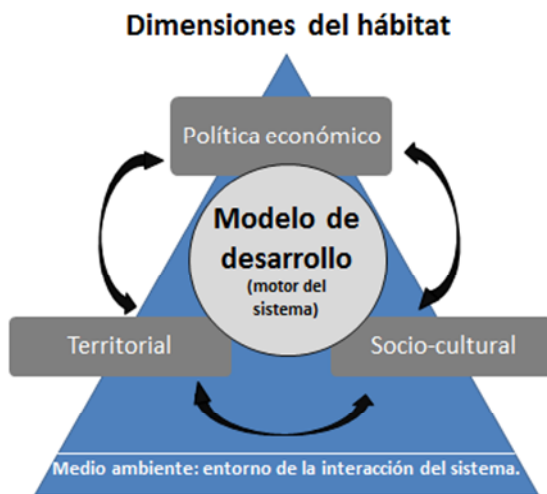 Dimensiones del hábitat
Política económico
Modelo de
desarrollo
(motor del
sistema)
Territorial
Socio-cultural
Medio ambiente: entorno de la interacción del sistema.